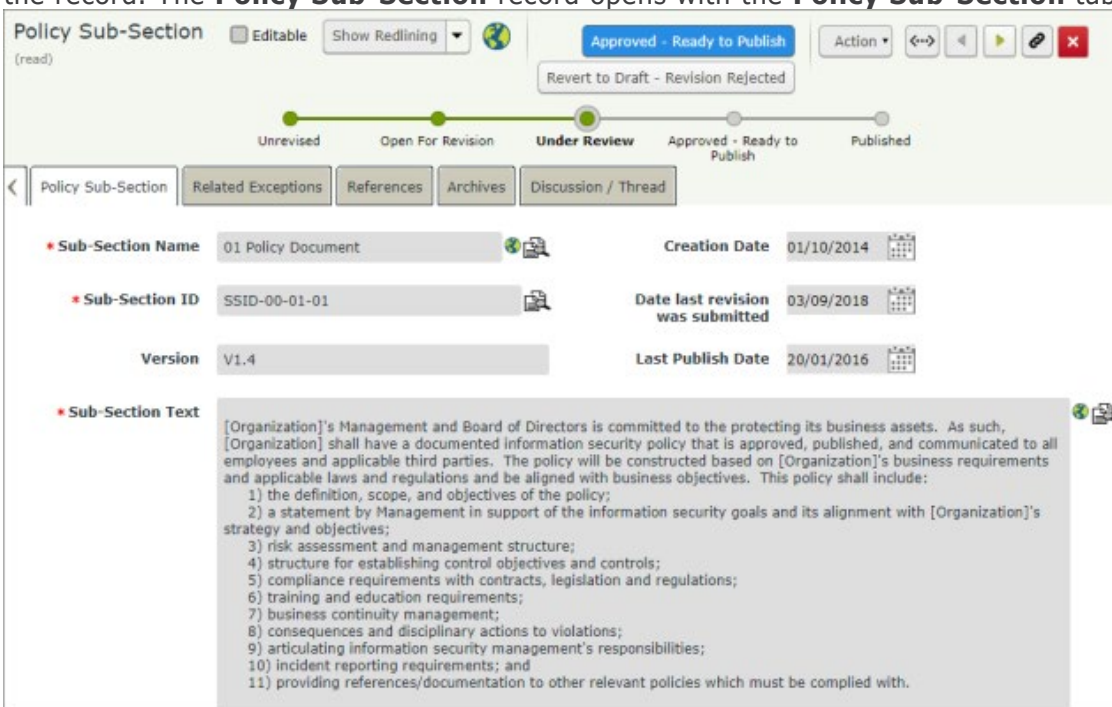 the record. The Policy Sub-Section record opens with the Policy Sub-Section tab
Policy Sub-Section
(read)
Editable
Show Redlining
Approved - Ready to Publish
Action
Revert to Draft - Revision Rejected
Unrevised
Open For Revision
Under Review
Approved - Ready to
Publish
Published
Policy Sub-Section
Related Exceptions
References
Archives
Discussion / Thread
* Sub-Section Name 01 Policy Document
Creation Date 01/10/2014
* Sub-Section ID SSID-00-01-01
Date last revision
was submitted 03/09/2018
Version V1.4
Last Publish Date 20/01/2016
* Sub-Section Text
[Organization]'s Management and Board of Directors is committed to the protecting its business assets. As such,
[Organization] shall have a documented information security policy that is approved, published, and communicated to all
employees and applicable third parties. The policy will be constructed based on [Organization]'s business requirements
and applicable laws and regulations and be aligned with business objectives. This policy shall include:
1) the definition, scope, and objectives of the policy;
2) a statement by Management in support of the information security goals and its alignment with [Organization]'s
strategy and objectives;
3) risk assessment and management structure;
4) structure for establishing control objectives and controls;
5) compliance requirements with contracts, legislation and regulations;
6) training and education requirements;
7) business continuity management;
8) consequences and disciplinary actions to violations;
9) articulating information security management's responsibilities;
10) incident reporting requirements; and
11) providing references/documentation to other relevant policies which must be complied with.